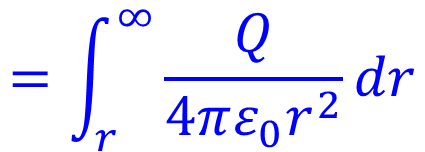 = ∫_r^∞ Q / (4πε₀r²) dr